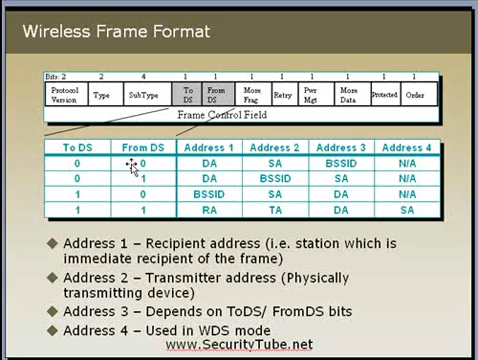 Wireless Frame Format
Bits: 2 2 4 1 1 1 1 1 1 1 1
Protocol Version Type SubType To DS From DS More Frag Retry Pwr Mgt More Data Protected Order
Frame Control Field
To DS From DS Address 1 Address 2 Address 3 Address 4
0 0 DA SA BSSID N/A
0 1 DA BSSID SA N/A
1 0 BSSID SA DA N/A
1 1 RA TA DA SA
Address 1 – Recipient address (i.e. station which is
immediate recipient of the frame)
Address 2 – Transmitter address (Physically
transmitting device)
Address 3 – Depends on ToDS/ FromDS bits
Address 4 – Used in WDS mode
www.SecurityTube.net